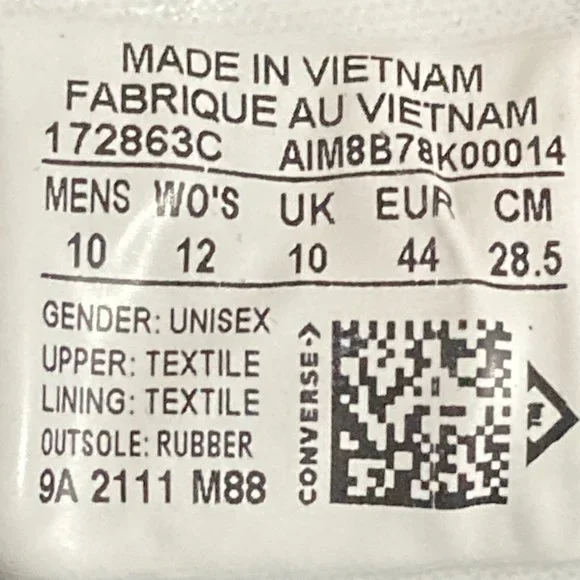 MADE IN VIETNAM
FABRIQUE AU VIETNAM
172863C AIM8B78K00014
MENS WO'S UK EUR CM
10 12 10 44 28.5
GENDER: UNISEX
UPPER: TEXTILE
LINING: TEXTILE
OUTSOLE: RUBBER
9A 2111 M88
CONVERSE